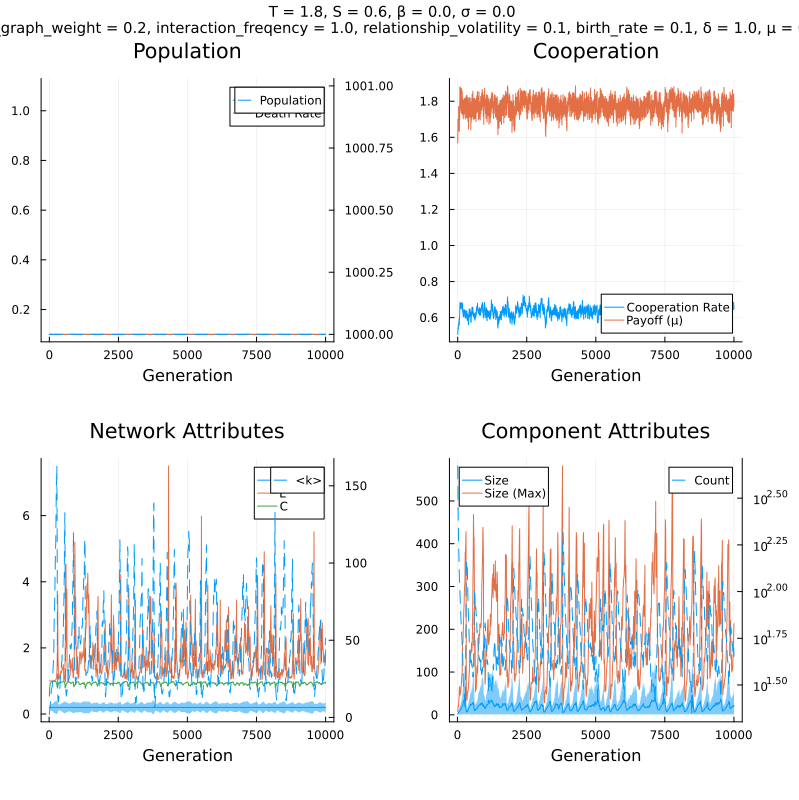 T = 1.8, S = 0.6, β = 0.0, σ = 0.0
graph_weight = 0.2, interaction_freqency = 1.0, relationship_volatility = 0.1, birth_rate = 0.1, δ = 1.0, μ =
Population
Cooperation
1.0
0.8
0.6
0.4
0.2
Population
Death Rate
1001.00
1000.75
1000.50
1000.25
1000.00
0 2500 5000 7500 10000
Generation
1.8
1.6
1.4
1.2
1.0
0.8
0.6
Cooperation Rate
Payoff (μ)
0 2500 5000 7500 10000
Generation
Network Attributes
Component Attributes
6
4
2
0
<k>
L
C
150
100
50
0
0 2500 5000 7500 10000
Generation
500
400
300
200
100
0
Size
Size (Max)
Count
10^2.50
10^2.25
10^2.00
10^1.75
10^1.50
0 2500 5000 7500 10000
Generation